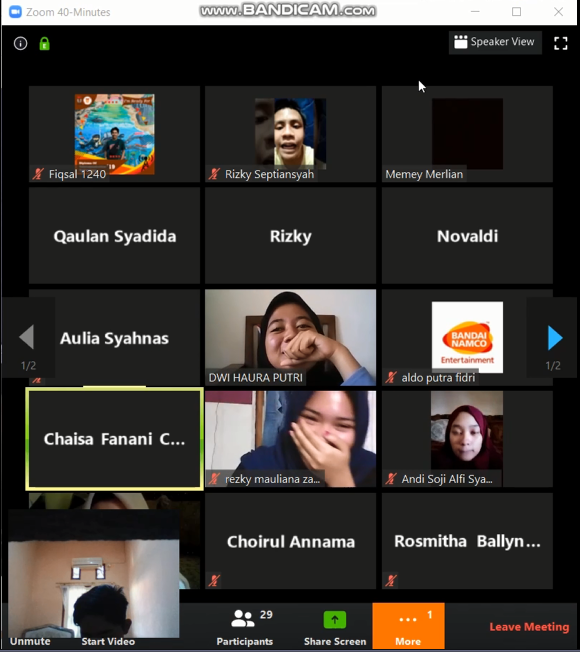 Zoom 40-Minutes
www.BANDICAM.com
Speaker View
Fiqsal 1240
Rizky Septiansyah
Memey Merlian
Qaulan Syadida
Rizky
Novaldi
Aulia Syahnas
DWI HAURA PUTRI
BANDAI
NAMCO
Entertainment
aldo putra fidri
1/2
1/2
Chaisa Fanani C...
rezky mauliana za...
Andi Soji Alfi Sya...
Choirul Annama
Rosmitha Ballyn...
Unmute
Start Video
29
Participants
Share Screen
1
More
Leave Meeting